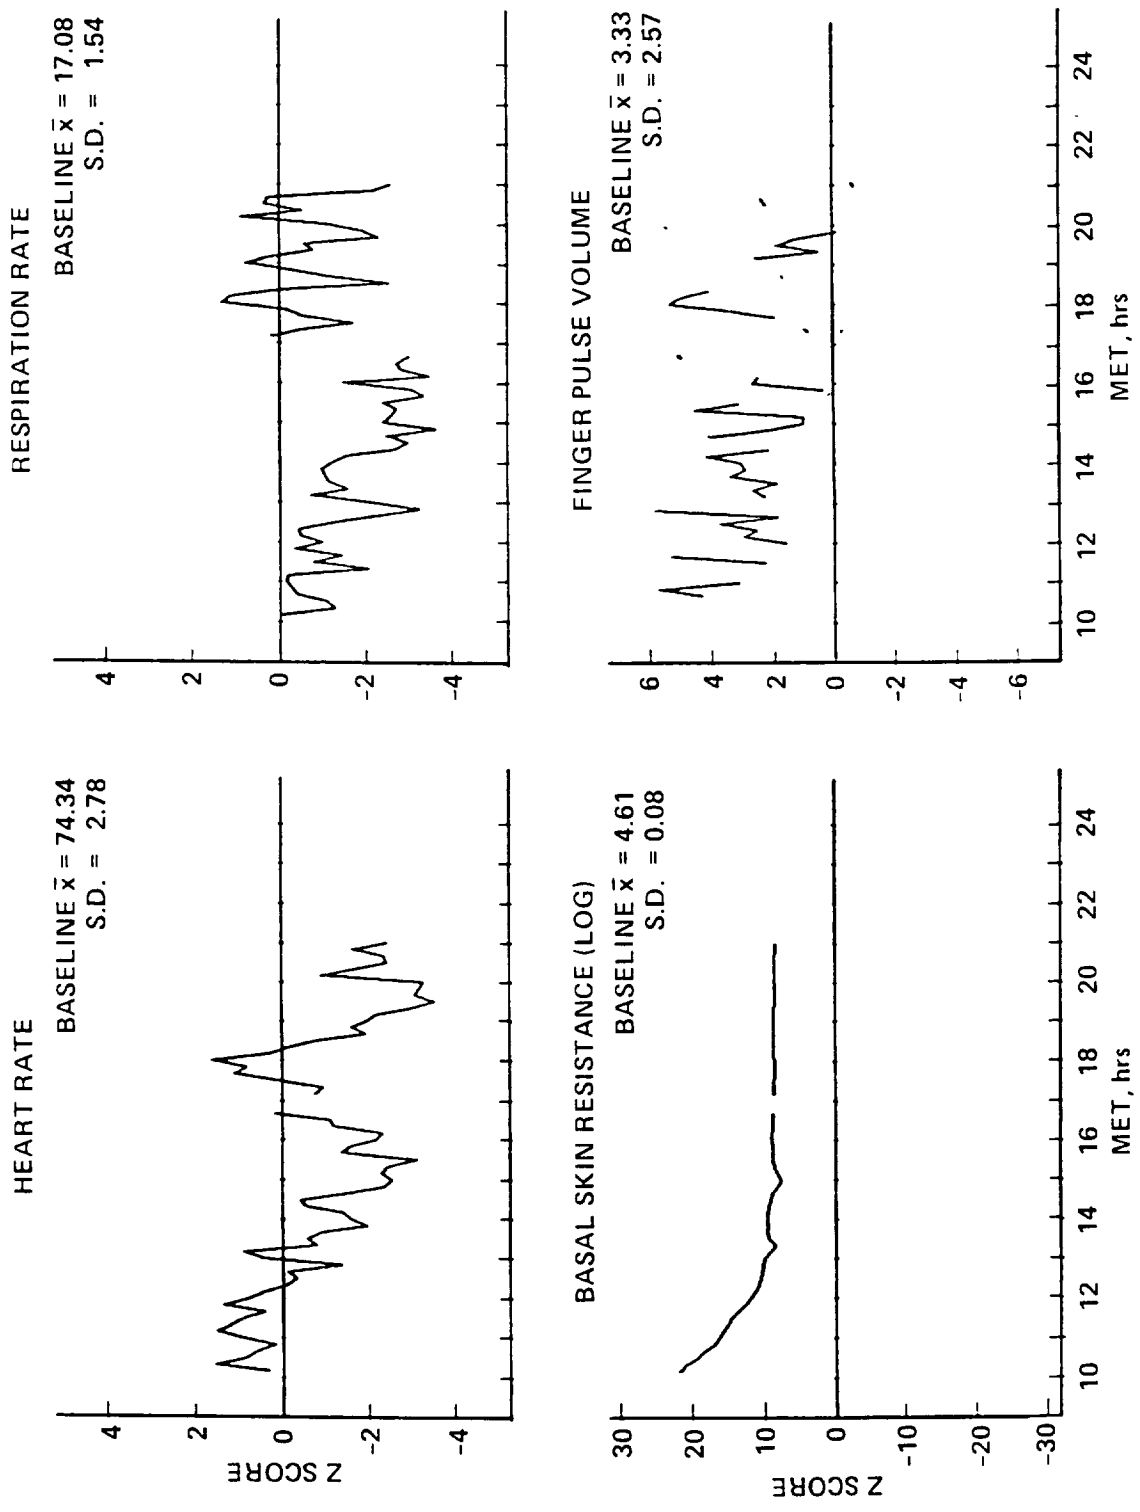 HEART RATE
BASELINE x̄ = 74.34
S.D. = 2.78
4
2
0
-2
-4
Z SCORE
RESPIRATION RATE
BASELINE x̄ = 17.08
S.D. = 1.54
4
2
0
-2
-4
BASAL SKIN RESISTANCE (LOG)
BASELINE x̄ = 4.61
S.D. = 0.08
30
20
10
0
-10
-20
-30
Z SCORE
10 12 14 16 18 20 22 24
MET, hrs
FINGER PULSE VOLUME
BASELINE x̄ = 3.33
S.D. = 2.57
6
4
2
0
-2
-4
-6
10 12 14 16 18 20 22 24
MET, hrs